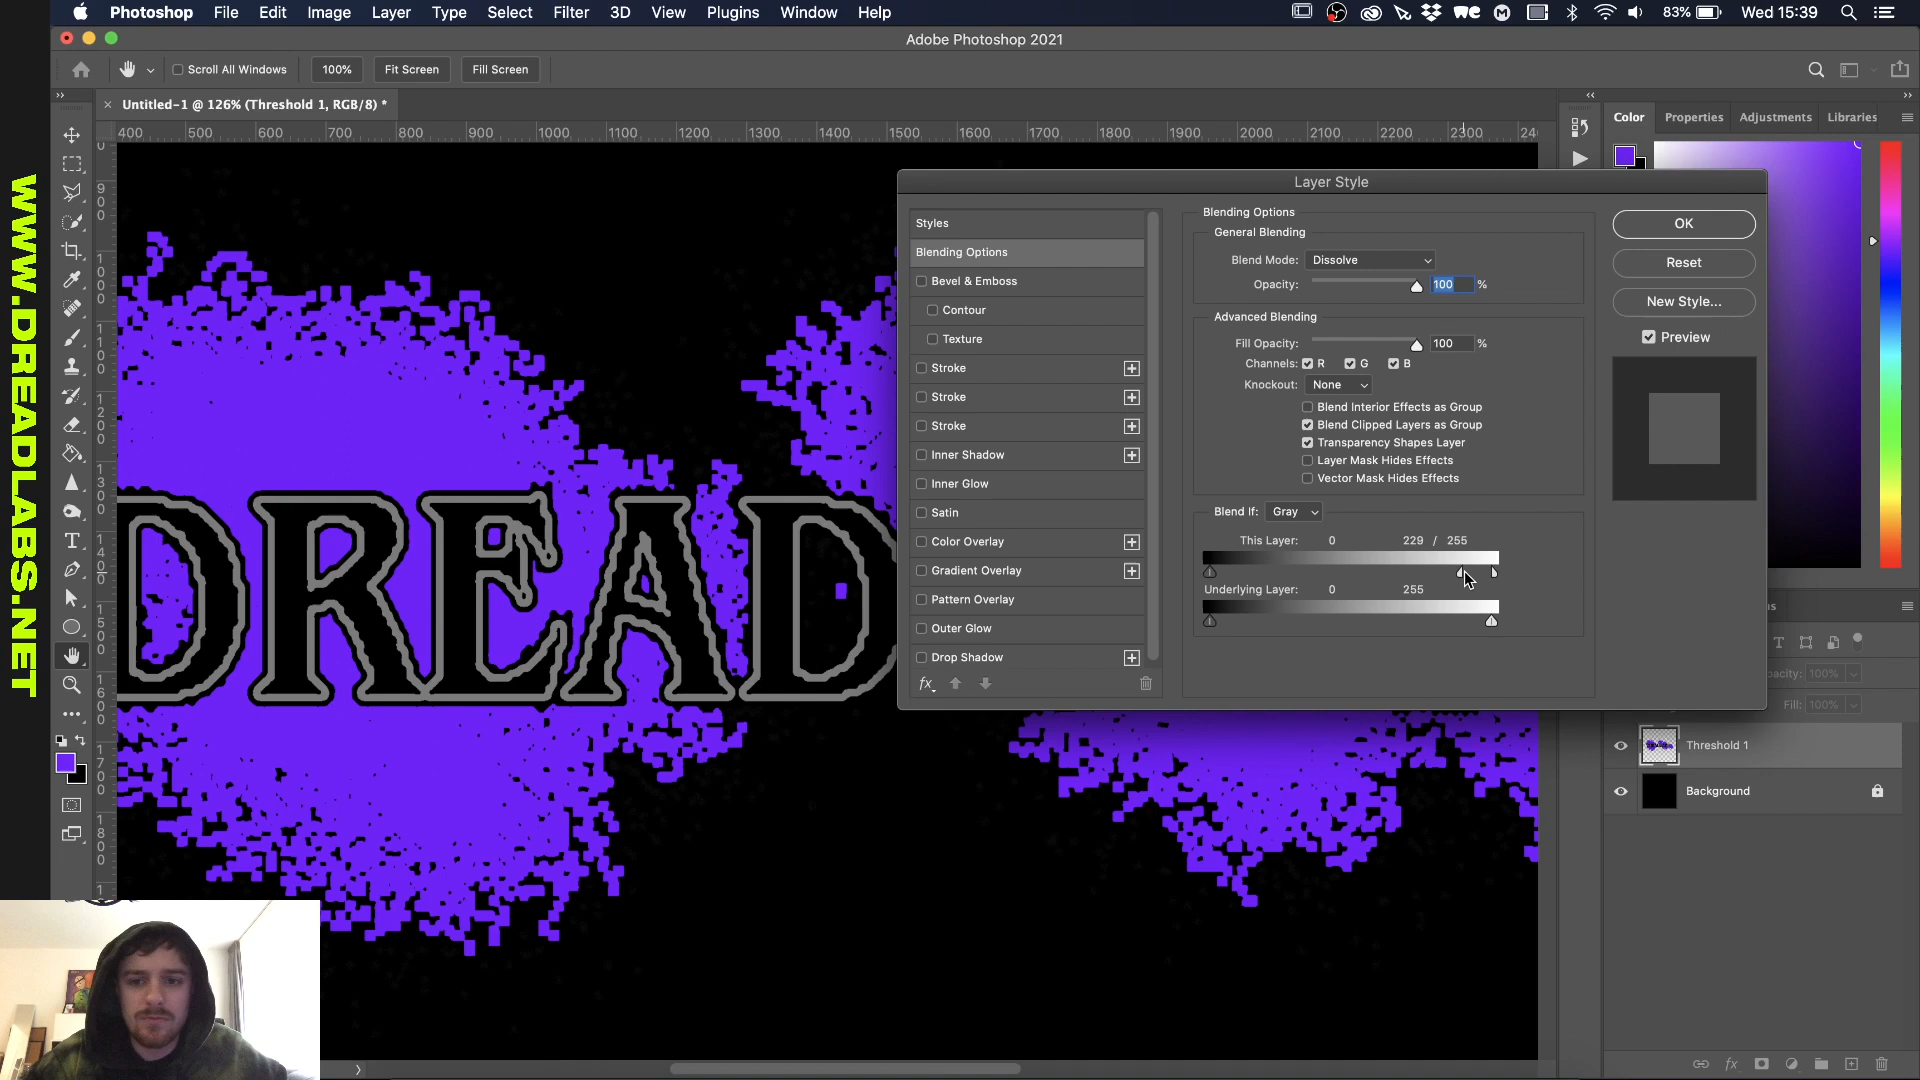 Photoshop File Edit Image Layer Type Select Filter 3D View Plugins Window Help 83% Wed 15:39
Adobe Photoshop 2021
Scroll All Windows 100% Fit Screen Fill Screen
Untitled-1 @ 126% (Threshold 1, RGB/8) *
400 500 600 700 800 900 1000 1100 1200 1300 1400 1500 1600 1700 1800 1900 2000 2100 2200 2300
Color Properties Adjustments Libraries
WWW.DREADLABS.NET
DREAD
Layer Style
Styles
Blending Options
Bevel & Emboss
Contour
Texture
Stroke
Stroke
Stroke
Inner Shadow
Inner Glow
Satin
Color Overlay
Gradient Overlay
Pattern Overlay
Outer Glow
Drop Shadow
fx
Blending Options
General Blending
Blend Mode: Dissolve
Opacity: 100 %
Advanced Blending
Fill Opacity: 100 %
Channels: R G B
Knockout: None
Blend Interior Effects as Group
Blend Clipped Layers as Group
Transparency Shapes Layer
Layer Mask Hides Effects
Vector Mask Hides Effects
Blend If: Gray
This Layer: 0 229 / 255
Underlying Layer: 0 255
OK
Reset
New Style...
Preview
100%
Fill: 100%
Threshold 1
Background
fx